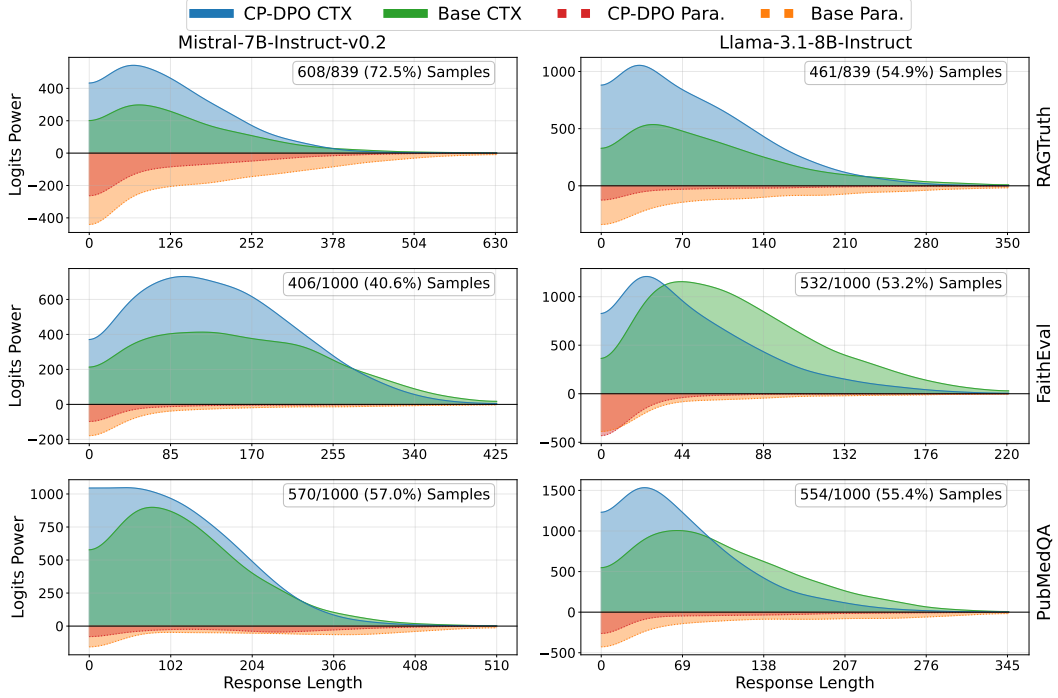 CP-DPO CTX Base CTX CP-DPO Para. Base Para.
Mistral-7B-Instruct-v0.2
Llama-3.1-8B-Instruct
608/839 (72.5%) Samples
400
200
0
−200
−400
Logits Power
0 126 252 378 504 630
461/839 (54.9%) Samples
1000
500
0
0 70 140 210 280 350
RAGTruth
406/1000 (40.6%) Samples
600
400
200
0
−200
Logits Power
0 85 170 255 340 425
532/1000 (53.2%) Samples
1000
500
0
−500
0 44 88 132 176 220
FaithEval
570/1000 (57.0%) Samples
1000
750
500
250
0
Logits Power
0 102 204 306 408 510
Response Length
554/1000 (55.4%) Samples
1500
1000
500
0
−500
0 69 138 207 276 345
Response Length
PubMedQA